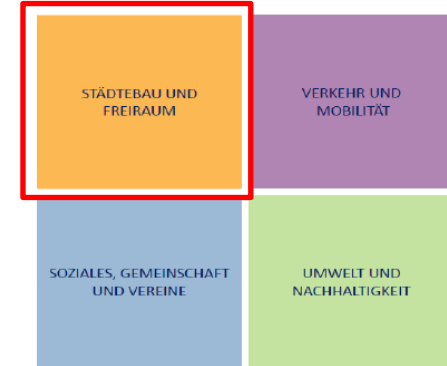 STÄDTEBAU UND
FREIRAUM
VERKEHR UND
MOBILITÄT
SOZIALES, GEMEINSCHAFT
UND VEREINE
UMWELT UND
NACHHALTIGKEIT